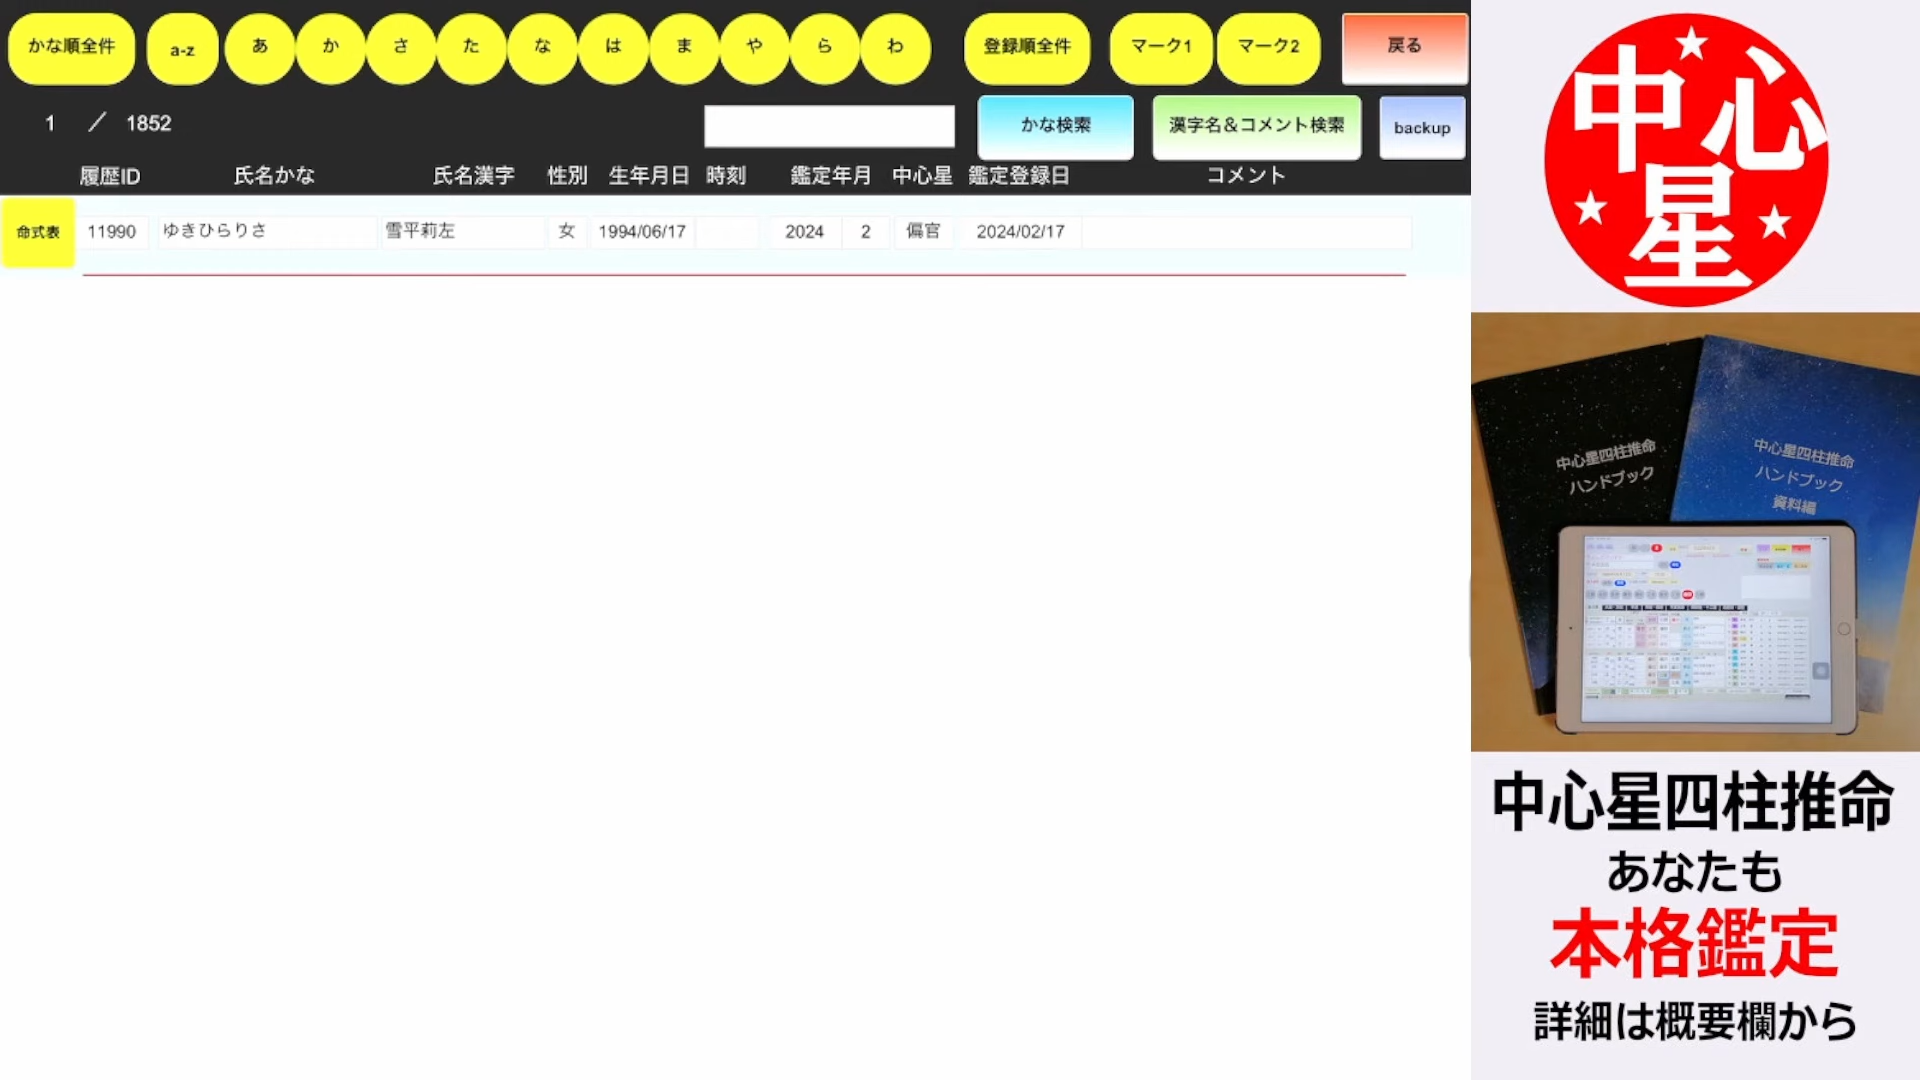 かな順全件 a-z あ か さ た な は ま や ら わ 登録順全件 マーク1 マーク2 戻る
1 / 1852 かな検索 漢字名＆コメント検索 backup
履歴ID 氏名かな 氏名漢字 性別 生年月日 時刻 鑑定年月 中心星 鑑定登録日 コメント
命式表 11990 ゆきひらりさ 雪平莉左 女 1994/06/17 2024 2 偏官 2024/02/17
中心
星
中心星四柱推命
ハンドブック
中心星四柱推命
ハンドブック
資料編
中心星四柱推命
あなたも
本格鑑定
詳細は概要欄から